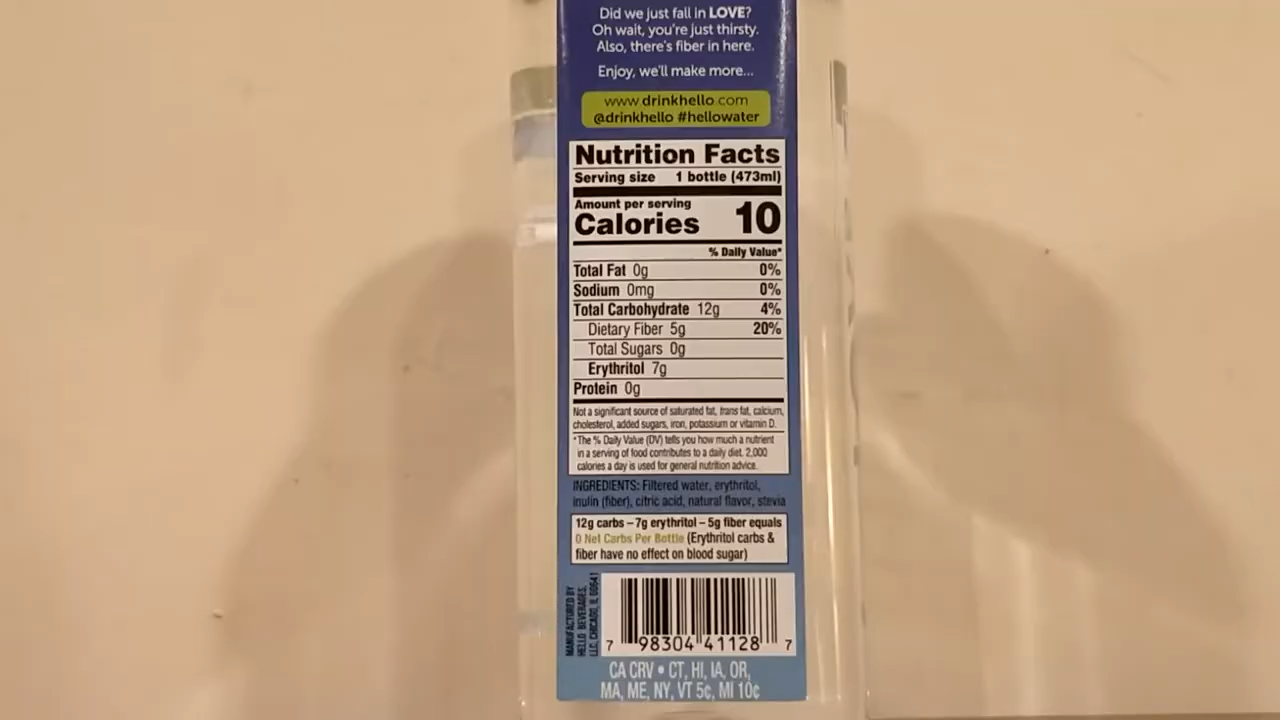 Did we just fall in LOVE?
Oh wait, you're just thirsty.
Also, there's fiber in here.
Enjoy, we'll make more...
www.drinkhello.com
@drinkhello #hellowater
Nutrition Facts
Serving size 1 bottle (473ml)
Amount per serving
Calories 10
% Daily Value*
Total Fat 0g 0%
Sodium 0mg 0%
Total Carbohydrate 12g 4%
Dietary Fiber 5g 20%
Total Sugars 0g
Erythritol 7g
Protein 0g
Not a significant source of saturated fat, trans fat, calcium,
cholesterol, added sugars, iron, potassium or vitamin D.
*The % Daily Value (DV) tells you how much a nutrient
in a serving of food contributes to a daily diet. 2,000
calories a day is used for general nutrition advice.
INGREDIENTS: Filtered water, erythritol,
inulin (fiber), citric acid, natural flavor, stevia
12g carbs – 7g erythritol – 5g fiber equals
0 Net Carbs Per Bottle (Erythritol carbs &
fiber have no effect on blood sugar)
MANUFACTURED BY
HELLO BEVERAGES,
LLC, CHICAGO, IL 60641
7 98304 41128 7
CA CRV • CT, HI, IA, OR,
MA, ME, NY, VT 5¢, MI 10¢